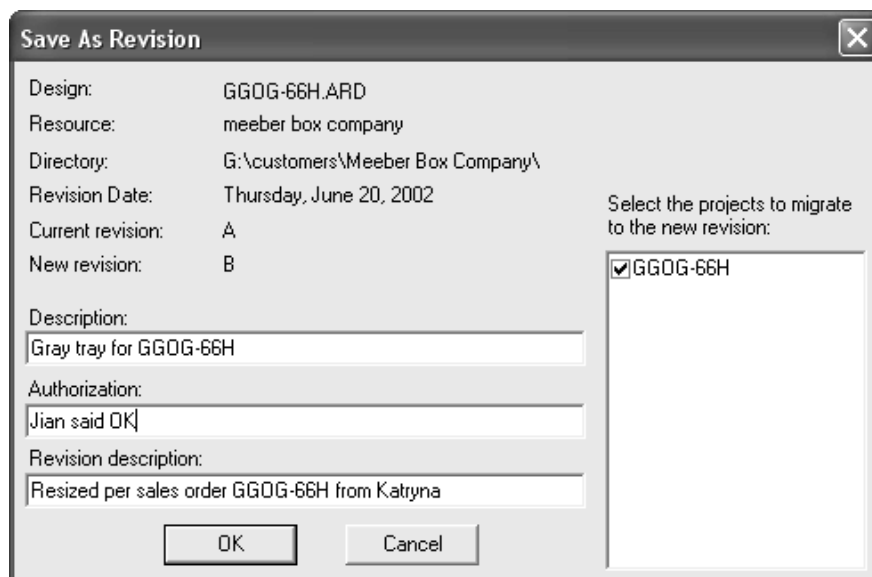 Save As Revision
Design: GGOG-66H.ARD
Resource: meeber box company
Directory: G:\customers\Meeber Box Company\
Revision Date: Thursday, June 20, 2002
Current revision: A
New revision: B
Select the projects to migrate
to the new revision:
GGOG-66H
Description:
Gray tray for GGOG-66H
Authorization:
Jian said OK
Revision description:
Resized per sales order GGOG-66H from Katryna
OK
Cancel